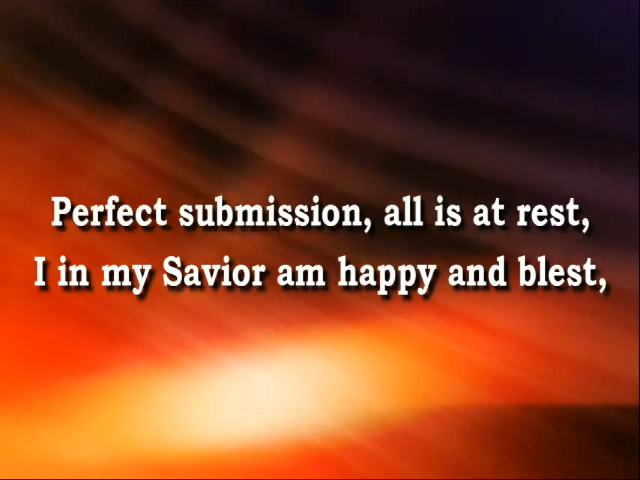 Perfect submission, all is at rest,
I in my Savior am happy and blest,